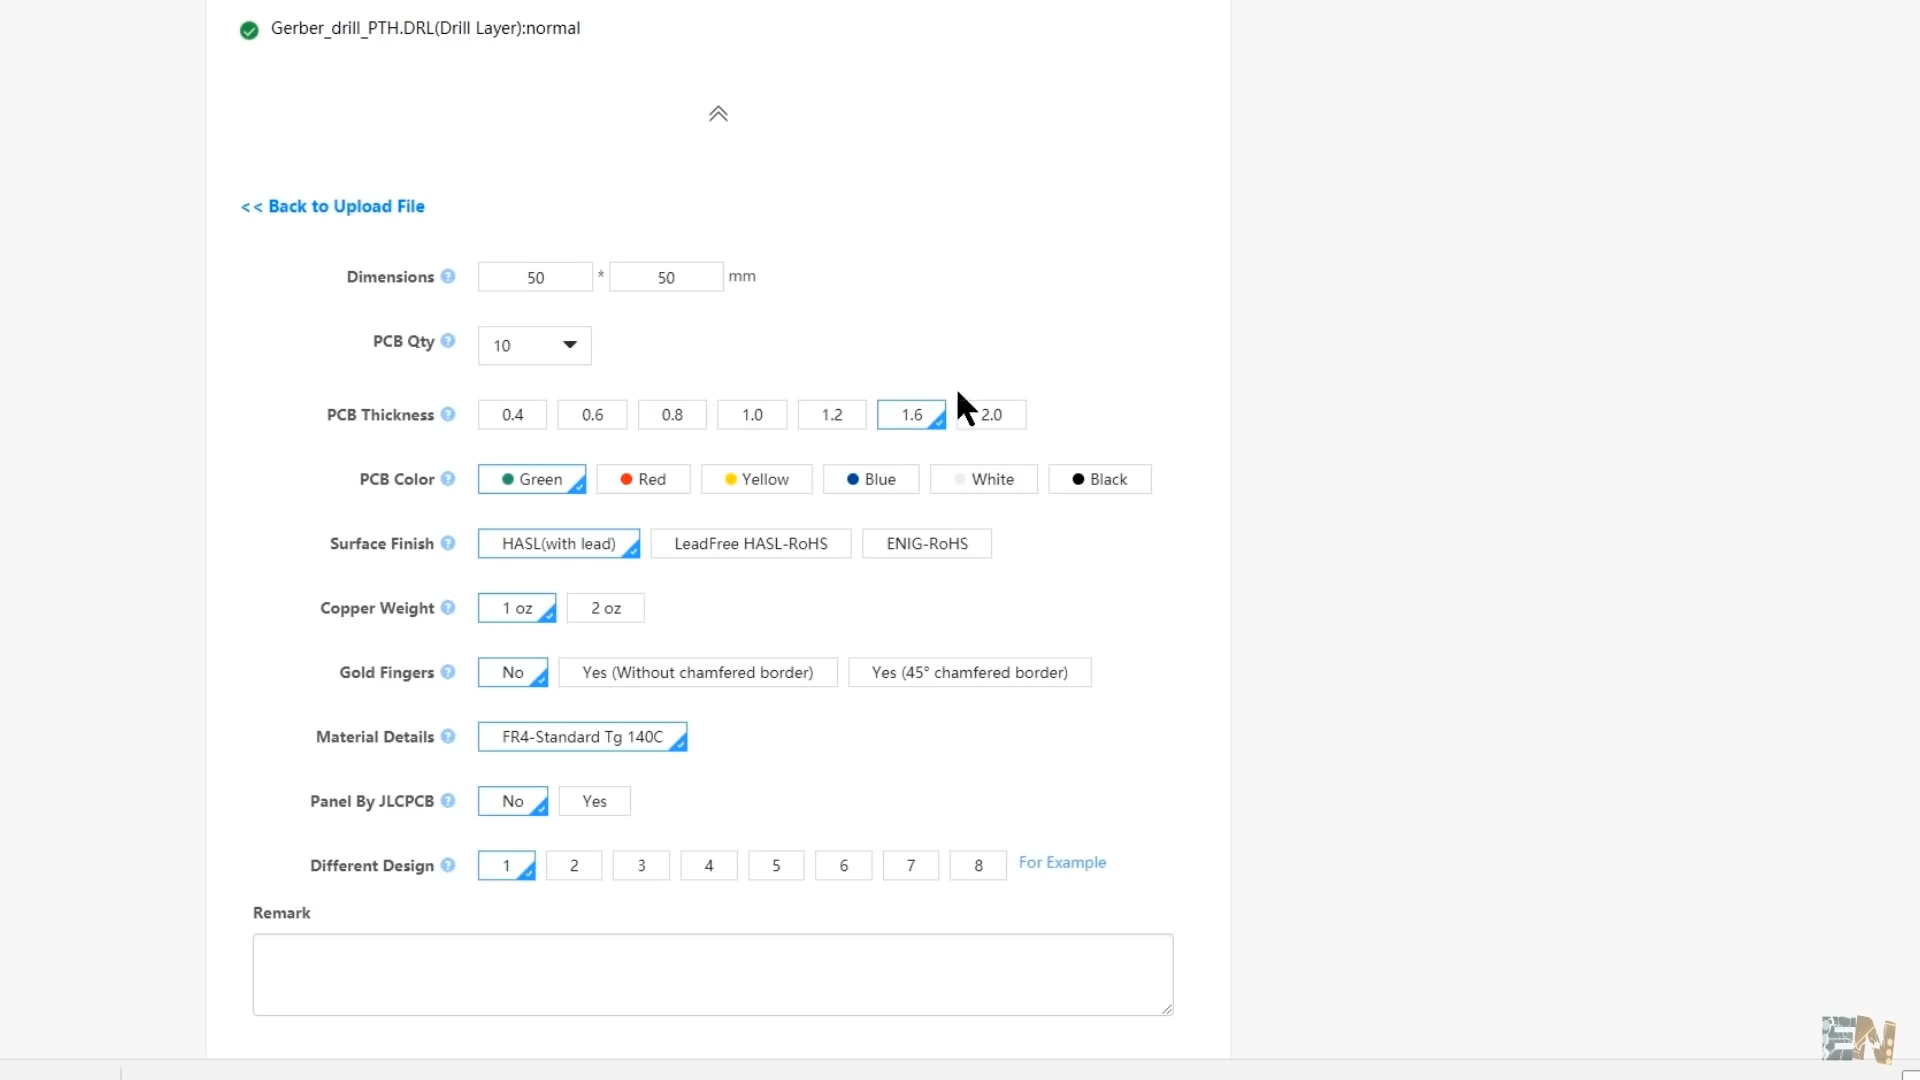 Gerber_drill_PTH.DRL(Drill Layer):normal
<< Back to Upload File
Dimensions ? 50 * 50 mm
PCB Qty ? 10
PCB Thickness ? 0.4 0.6 0.8 1.0 1.2 1.6 2.0
PCB Color ? Green Red Yellow Blue White Black
Surface Finish ? HASL(with lead) LeadFree HASL-RoHS ENIG-RoHS
Copper Weight ? 1 oz 2 oz
Gold Fingers ? No Yes (Without chamfered border) Yes (45° chamfered border)
Material Details ? FR4-Standard Tg 140C
Panel By JLCPCB ? No Yes
Different Design ? 1 2 3 4 5 6 7 8 For Example
Remark
EN